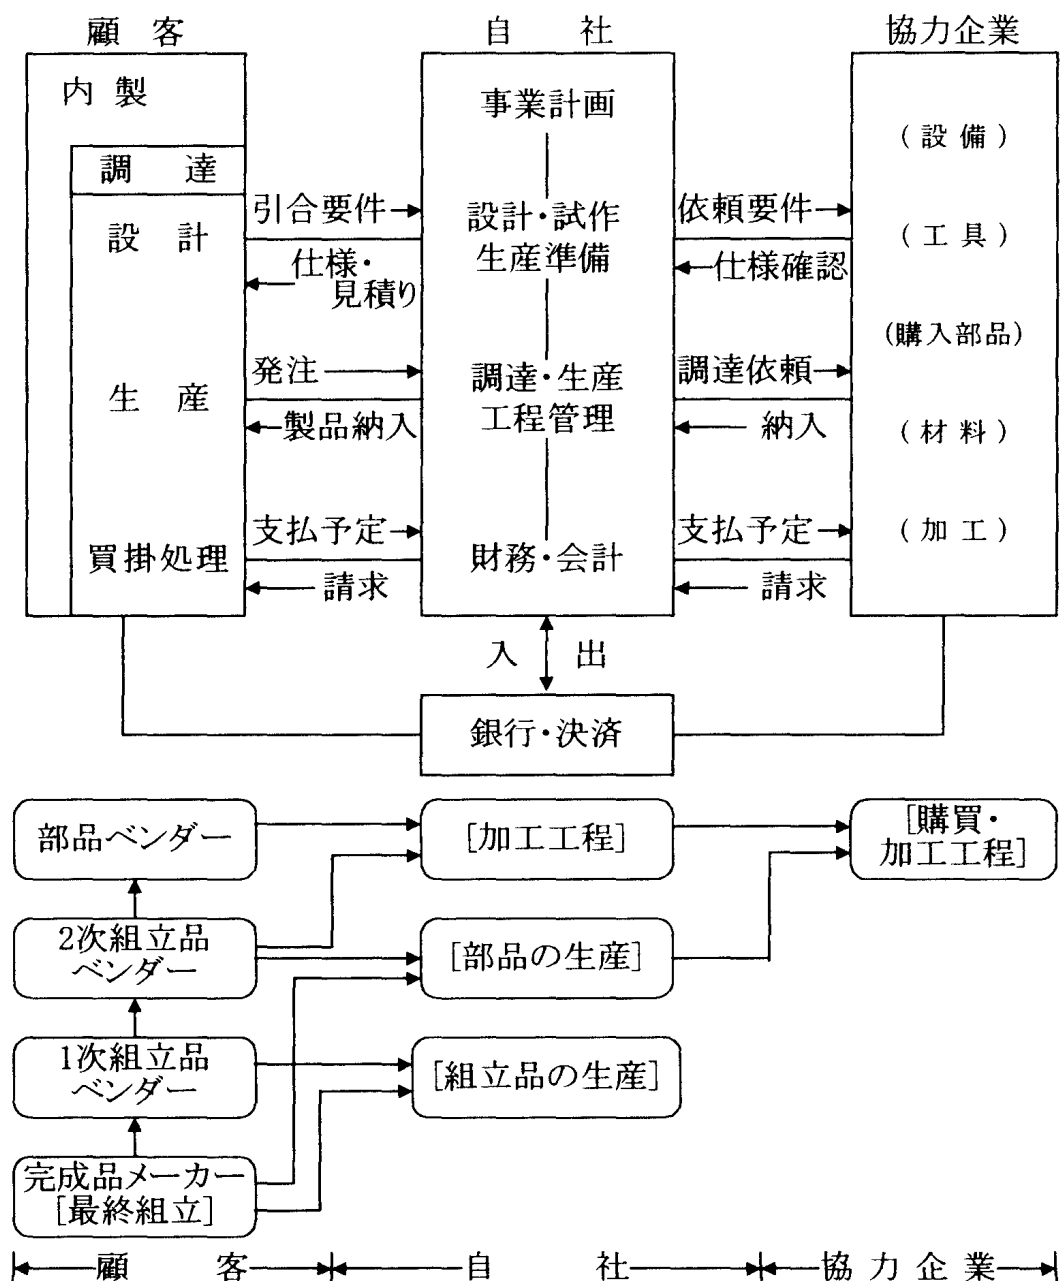 顧客
自社
協力企業
内製
調達
設計
生産
買掛処理
引合要件
仕様・
見積り
発注
製品納入
支払予定
請求
事業計画
設計・試作
生産準備
調達・生産
工程管理
財務・会計
依頼要件
仕様確認
調達依頼
納入
支払予定
請求
(設備)
(工具)
(購入部品)
(材料)
(加工)
入 出
銀行・決済
部品ベンダー
[加工工程]
[購買・
加工工程]
2次組立品
ベンダー
[部品の生産]
1次組立品
ベンダー
[組立品の生産]
完成品メーカー
[最終組立]
顧客
自社
協力企業